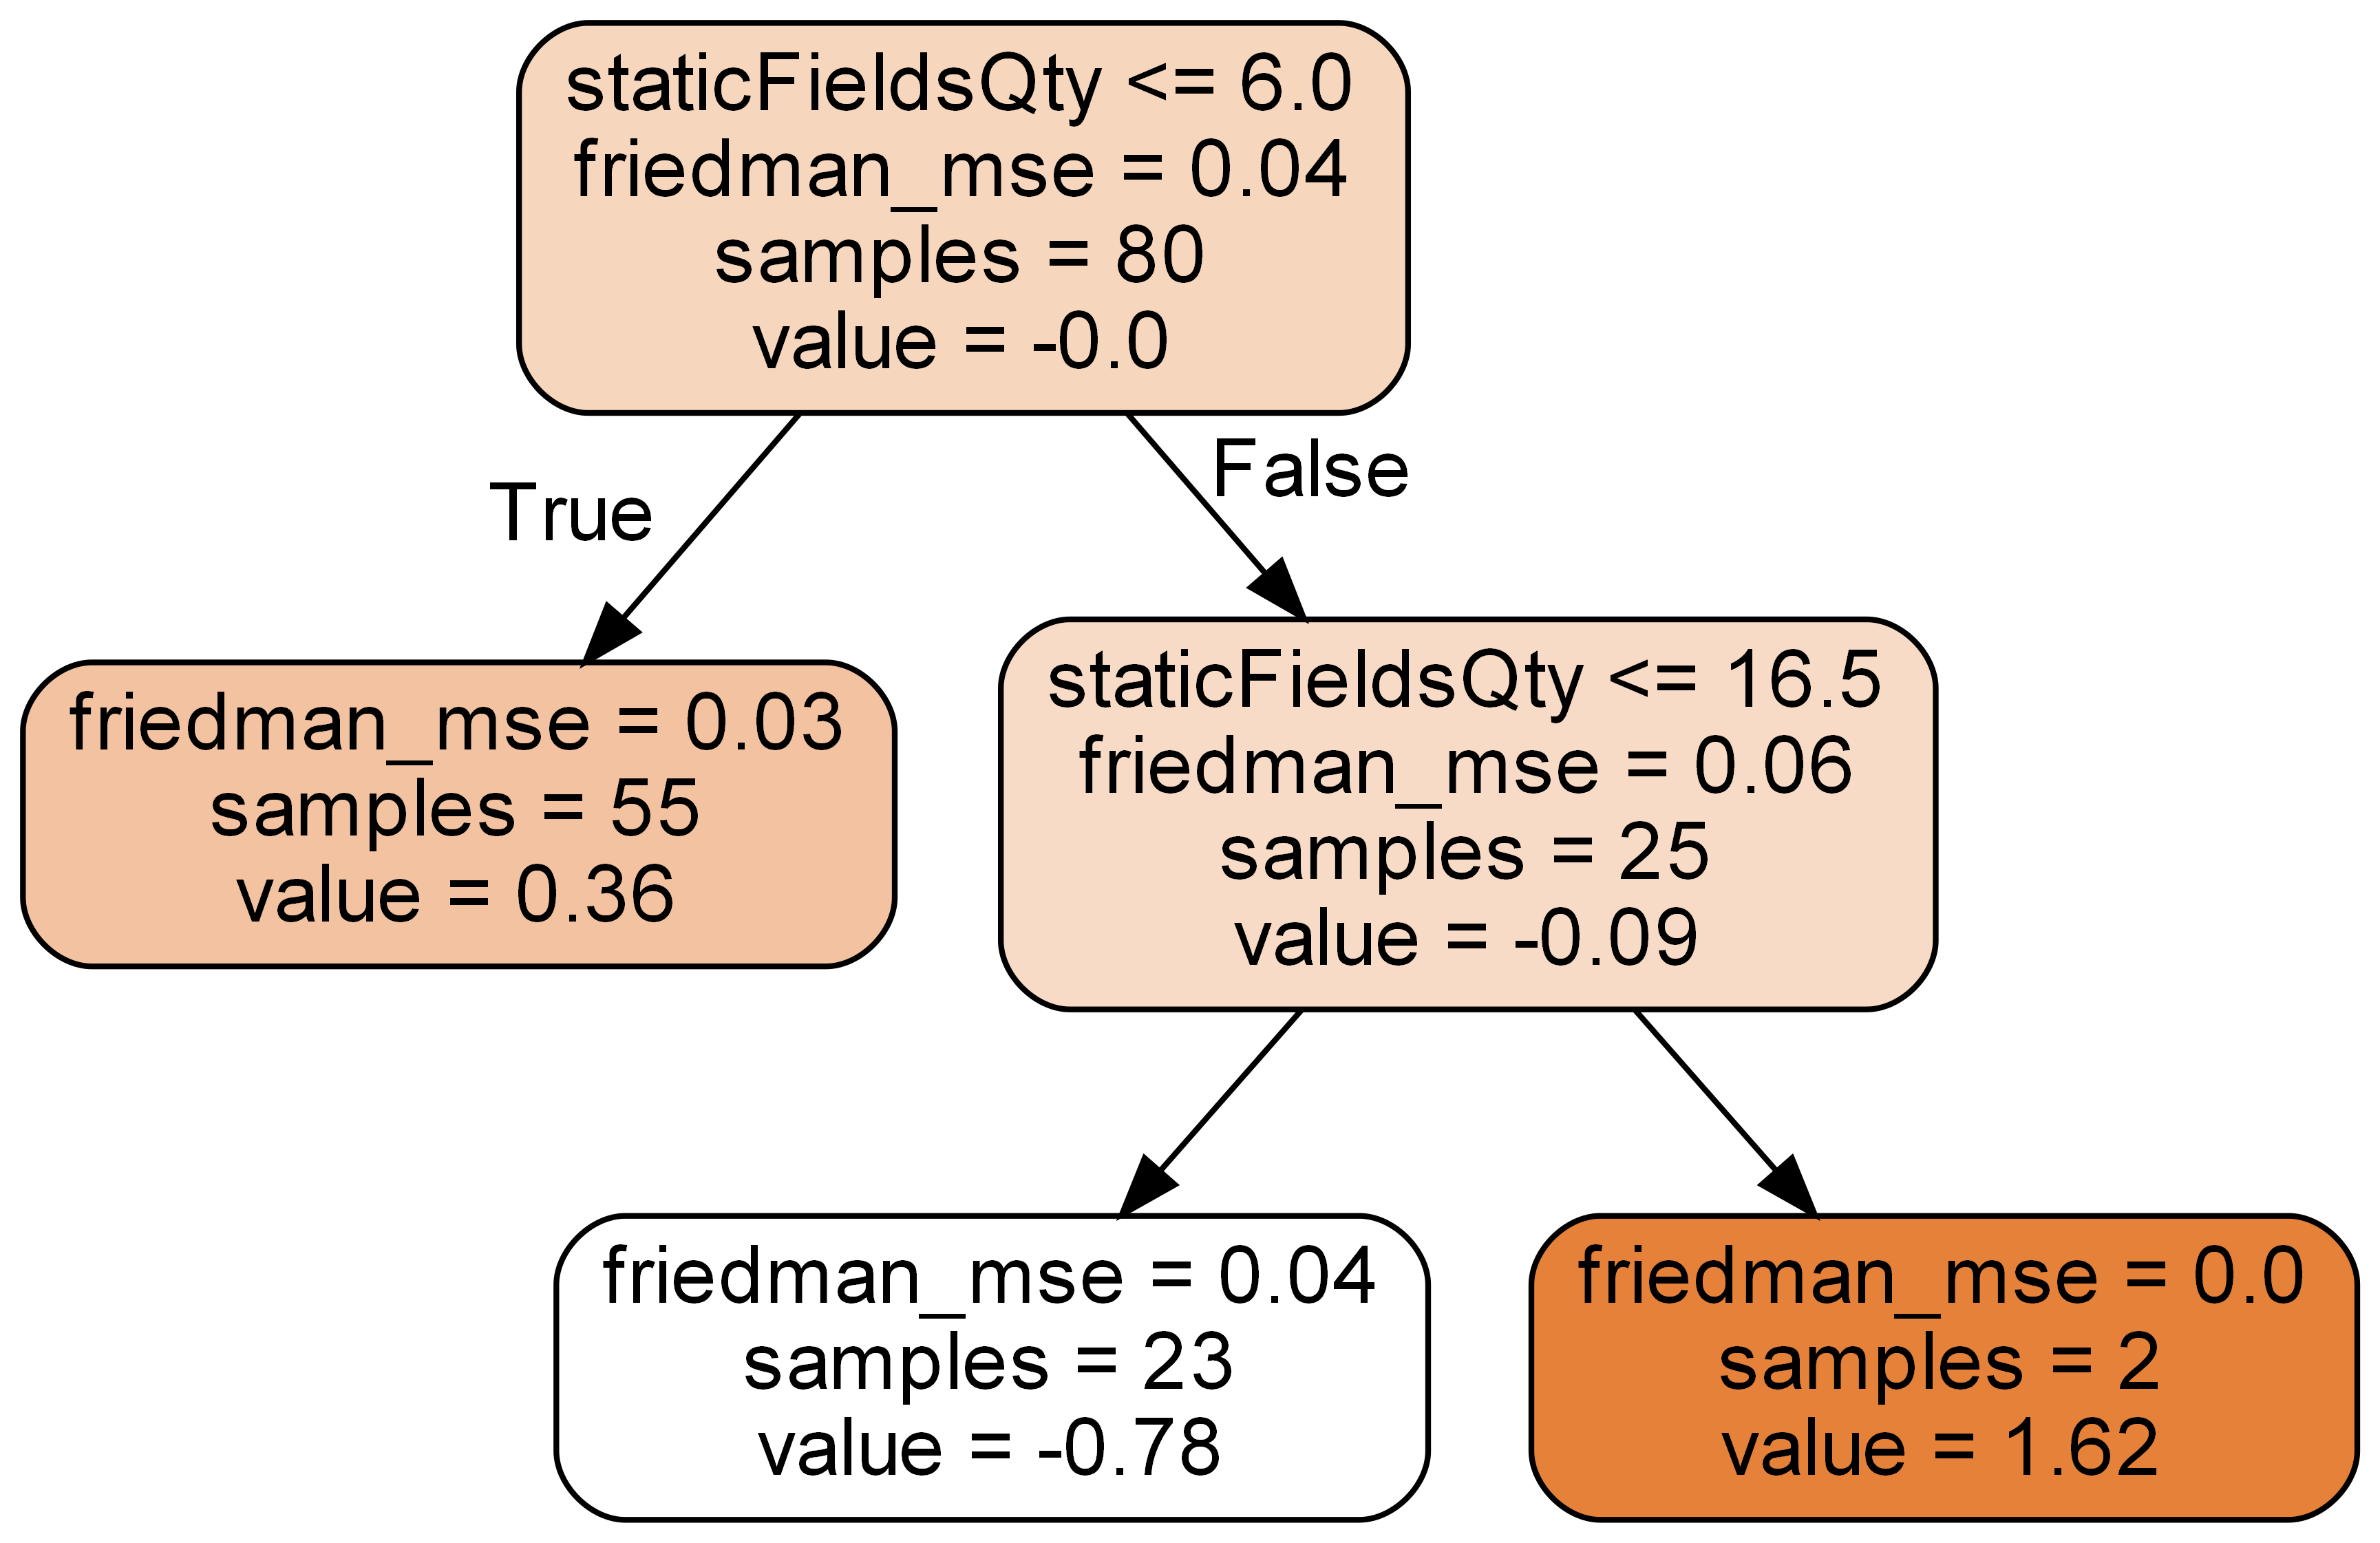 staticFieldsQty <= 6.0
friedman_mse = 0.04
samples = 80
value = -0.0
True
False
friedman_mse = 0.03
samples = 55
value = 0.36
staticFieldsQty <= 16.5
friedman_mse = 0.06
samples = 25
value = -0.09
friedman_mse = 0.04
samples = 23
value = -0.78
friedman_mse = 0.0
samples = 2
value = 1.62